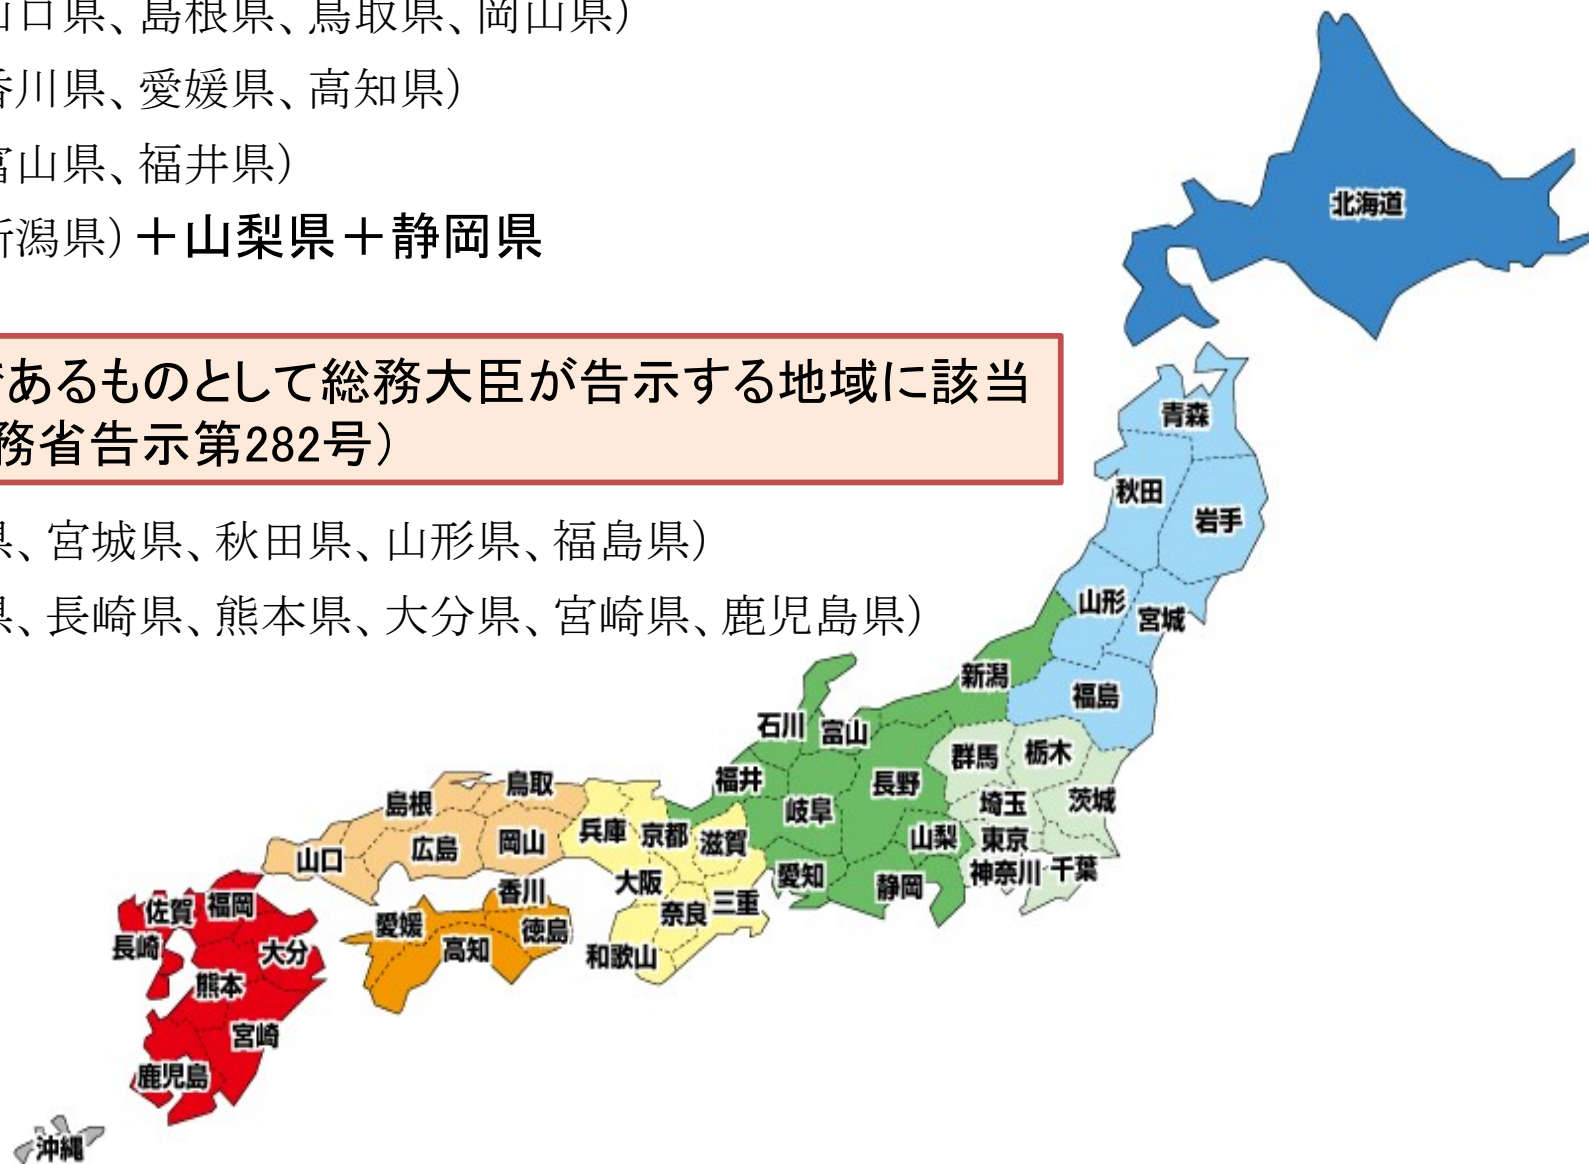 山口県、島根県、鳥取県、岡山県）
香川県、愛媛県、高知県）
富山県、福井県）
新潟県）＋山梨県＋静岡県
であるものとして総務大臣が告示する地域に該当
務省告示第282号）
県、宮城県、秋田県、山形県、福島県）
県、長崎県、熊本県、大分県、宮崎県、鹿児島県）
北海道
青森
秋田
岩手
山形
宮城
新潟
福島
石川
富山
群馬
栃木
福井
長野
鳥取
島根
岐阜
埼玉
茨城
兵庫
京都
滋賀
山梨
東京
岡山
広島
山口
愛知
静岡
神奈川
千葉
大阪
香川
奈良
三重
佐賀
福岡
愛媛
徳島
高知
和歌山
長崎
大分
熊本
宮崎
鹿児島
沖縄